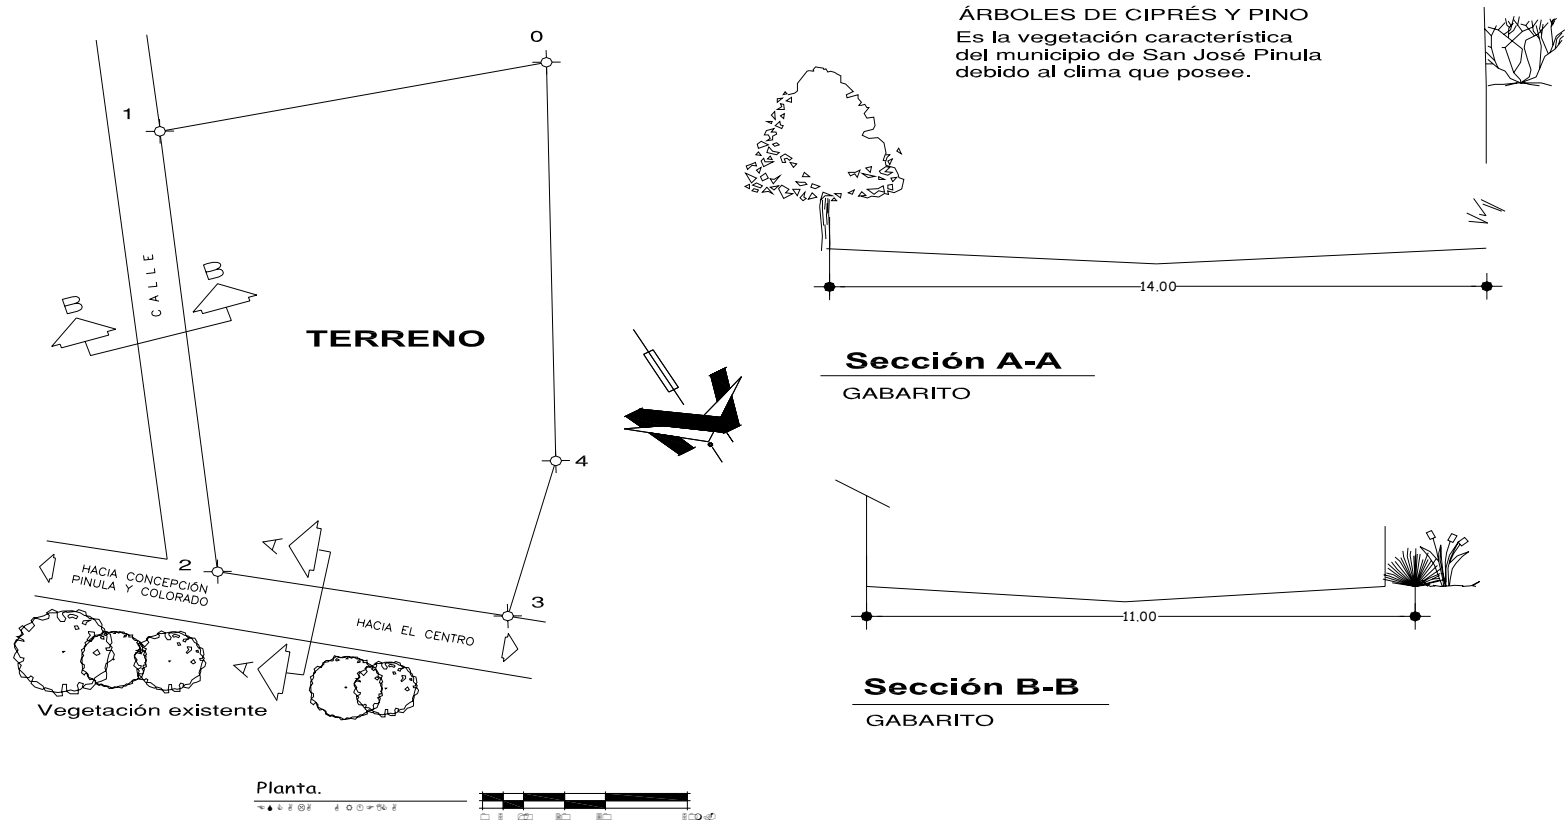 0
1
B
B
CALLE
TERRENO
4
2
A
HACIA CONCEPCIÓN
PINULA Y COLORADO
3
HACIA EL CENTRO
A
Vegetación existente
Planta.
ÁRBOLES DE CIPRÉS Y PINO
Es la vegetación característica
del municipio de San José Pinula
debido al clima que posee.
14.00
Sección A-A
GABARITO
11.00
Sección B-B
GABARITO